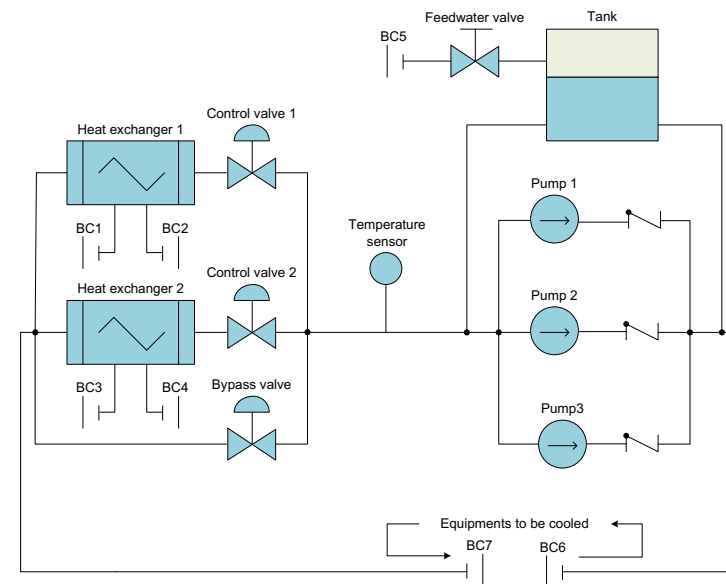 Feedwater valve
Tank
BC5
Control valve 1
Heat exchanger 1
BC1
BC2
Pump 1
Temperature
sensor
Control valve 2
Heat exchanger 2
Pump 2
BC3
BC4
Bypass valve
Pump3
Equipments to be cooled
BC7
BC6